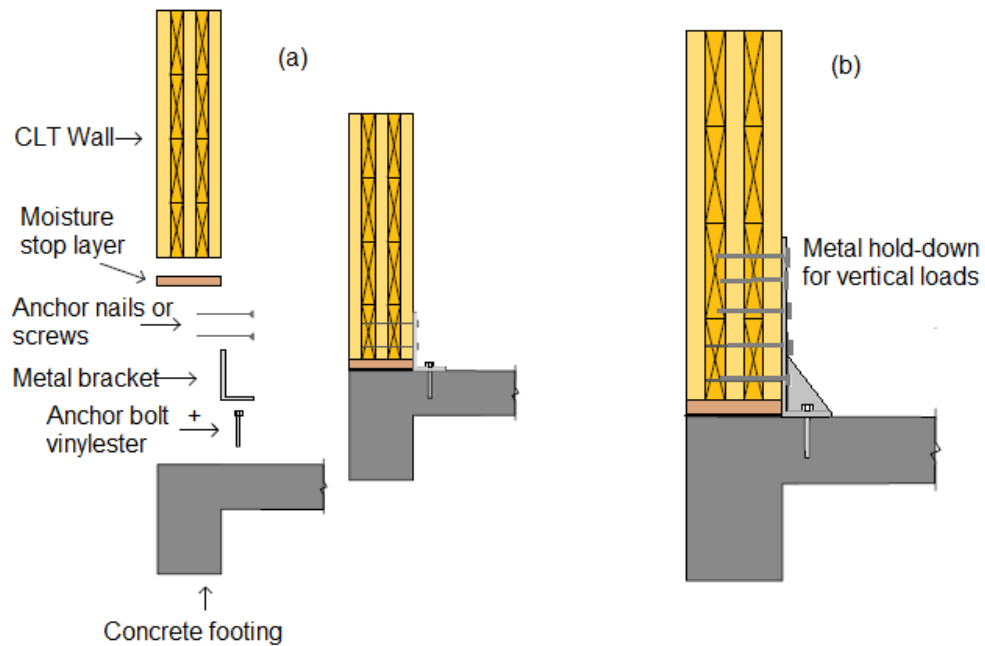 (a)
CLT Wall
Moisture
stop layer
Anchor nails or
screws
Metal bracket
Anchor bolt +
vinylester
Concrete footing
(b)
Metal hold-down
for vertical loads